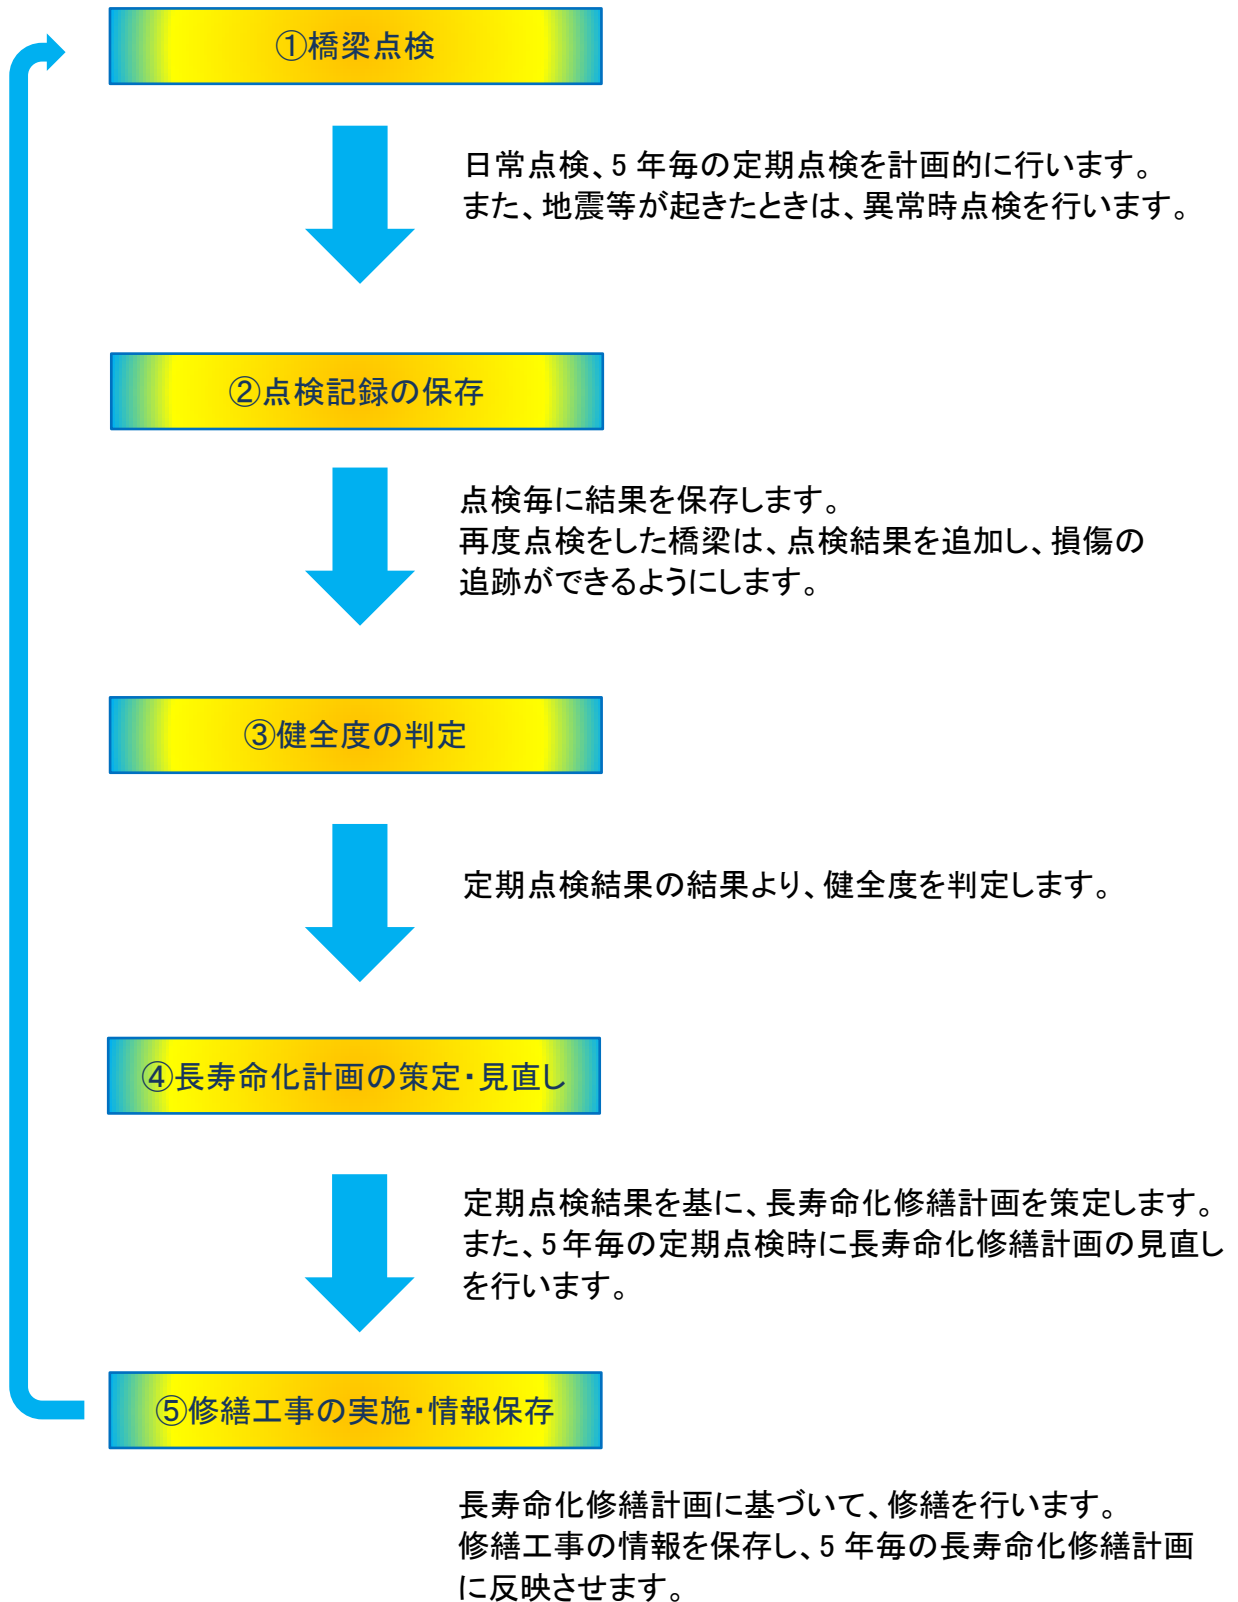 ①橋梁点検
日常点検、5年毎の定期点検を計画的に行います。
また、地震等が起きたときは、異常時点検を行います。
②点検記録の保存
点検毎に結果を保存します。
再度点検をした橋梁は、点検結果を追加し、損傷の
追跡ができるようにします。
③健全度の判定
定期点検結果の結果より、健全度を判定します。
④長寿命化計画の策定・見直し
定期点検結果を基に、長寿命化修繕計画を策定します。
また、5年毎の定期点検時に長寿命化修繕計画の見直し
を行います。
⑤修繕工事の実施・情報保存
長寿命化修繕計画に基づいて、修繕を行います。
修繕工事の情報を保存し、5年毎の長寿命化修繕計画
に反映させます。